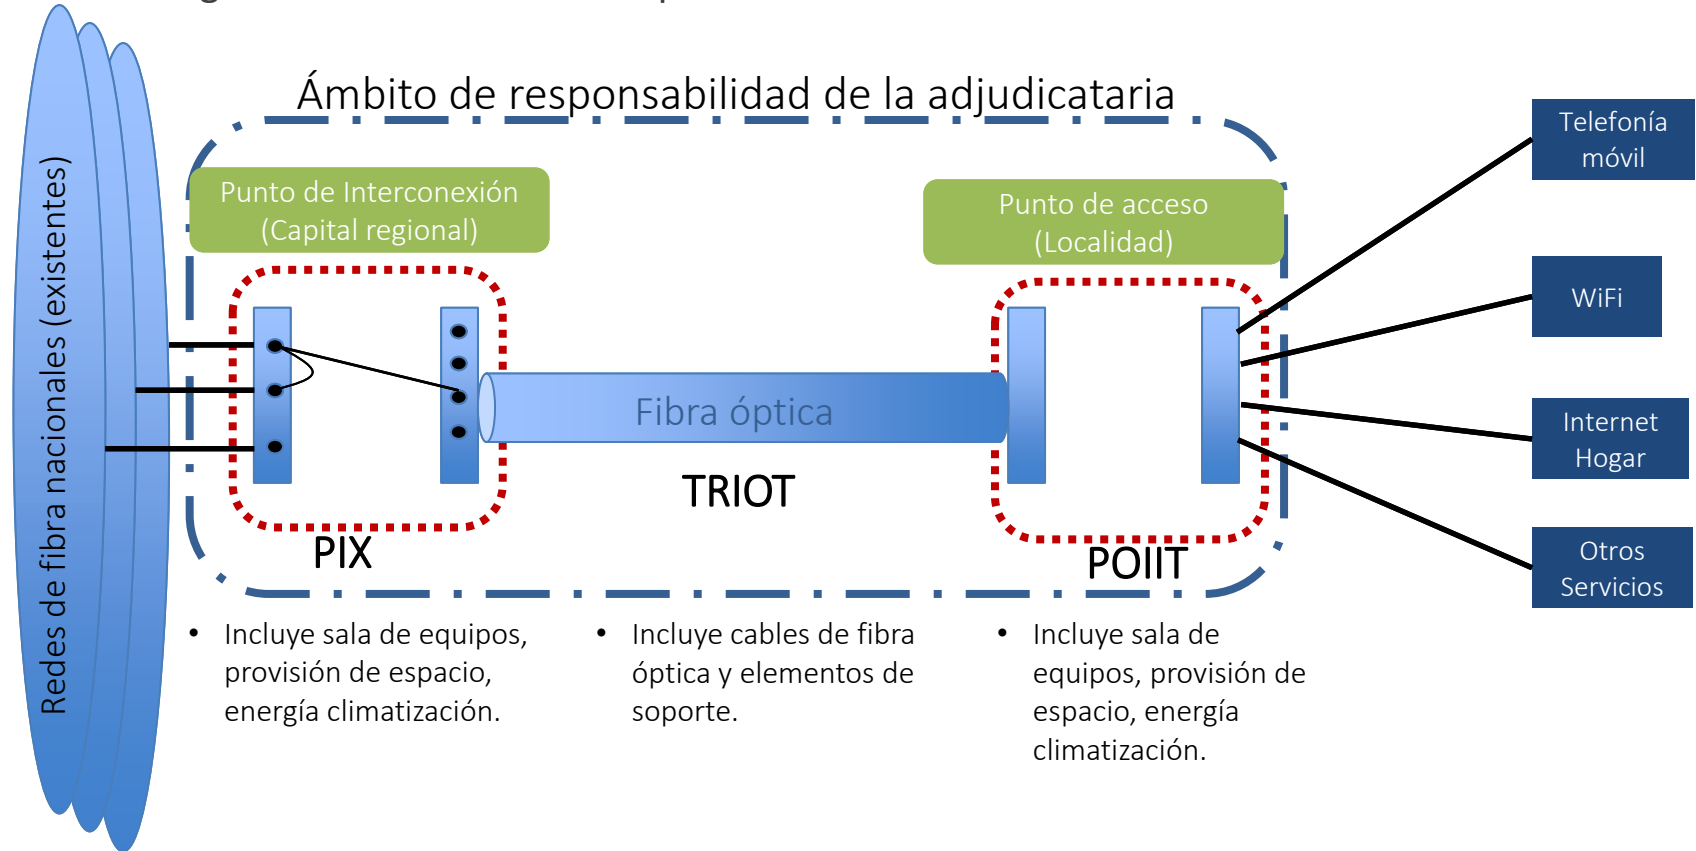 Ámbito de responsabilidad de la adjudicataria
Redes de fibra nacionales (existentes)
Punto de Interconexión
(Capital regional)
Punto de acceso
(Localidad)
Fibra óptica
PIX
TRIOT
POIIT
Telefonía
móvil
WiFi
Internet
Hogar
Otros
Servicios
• Incluye sala de equipos,
provisión de espacio,
energía climatización.
• Incluye cables de fibra
óptica y elementos de
soporte.
• Incluye sala de
equipos, provisión de
espacio, energía
climatización.